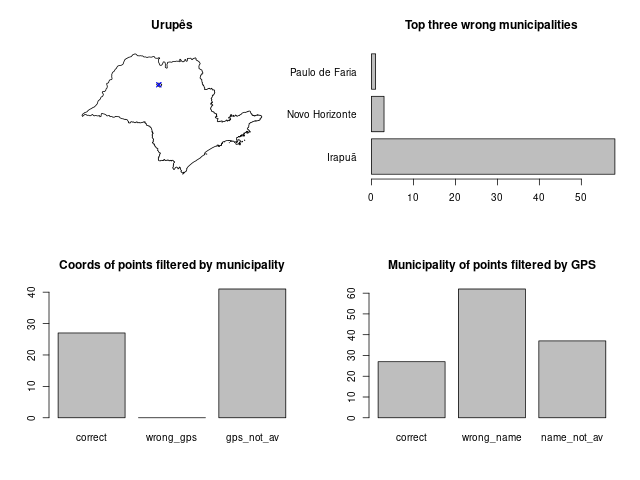 Urupês
Top three wrong municipalities
Paulo de Faria
Novo Horizonte
Irapuã
0 10 20 30 40 50
Coords of points filtered by municipality
40
30
20
10
0
correct wrong_gps gps_not_av
Municipality of points filtered by GPS
60
50
40
30
20
10
0
correct wrong_name name_not_av